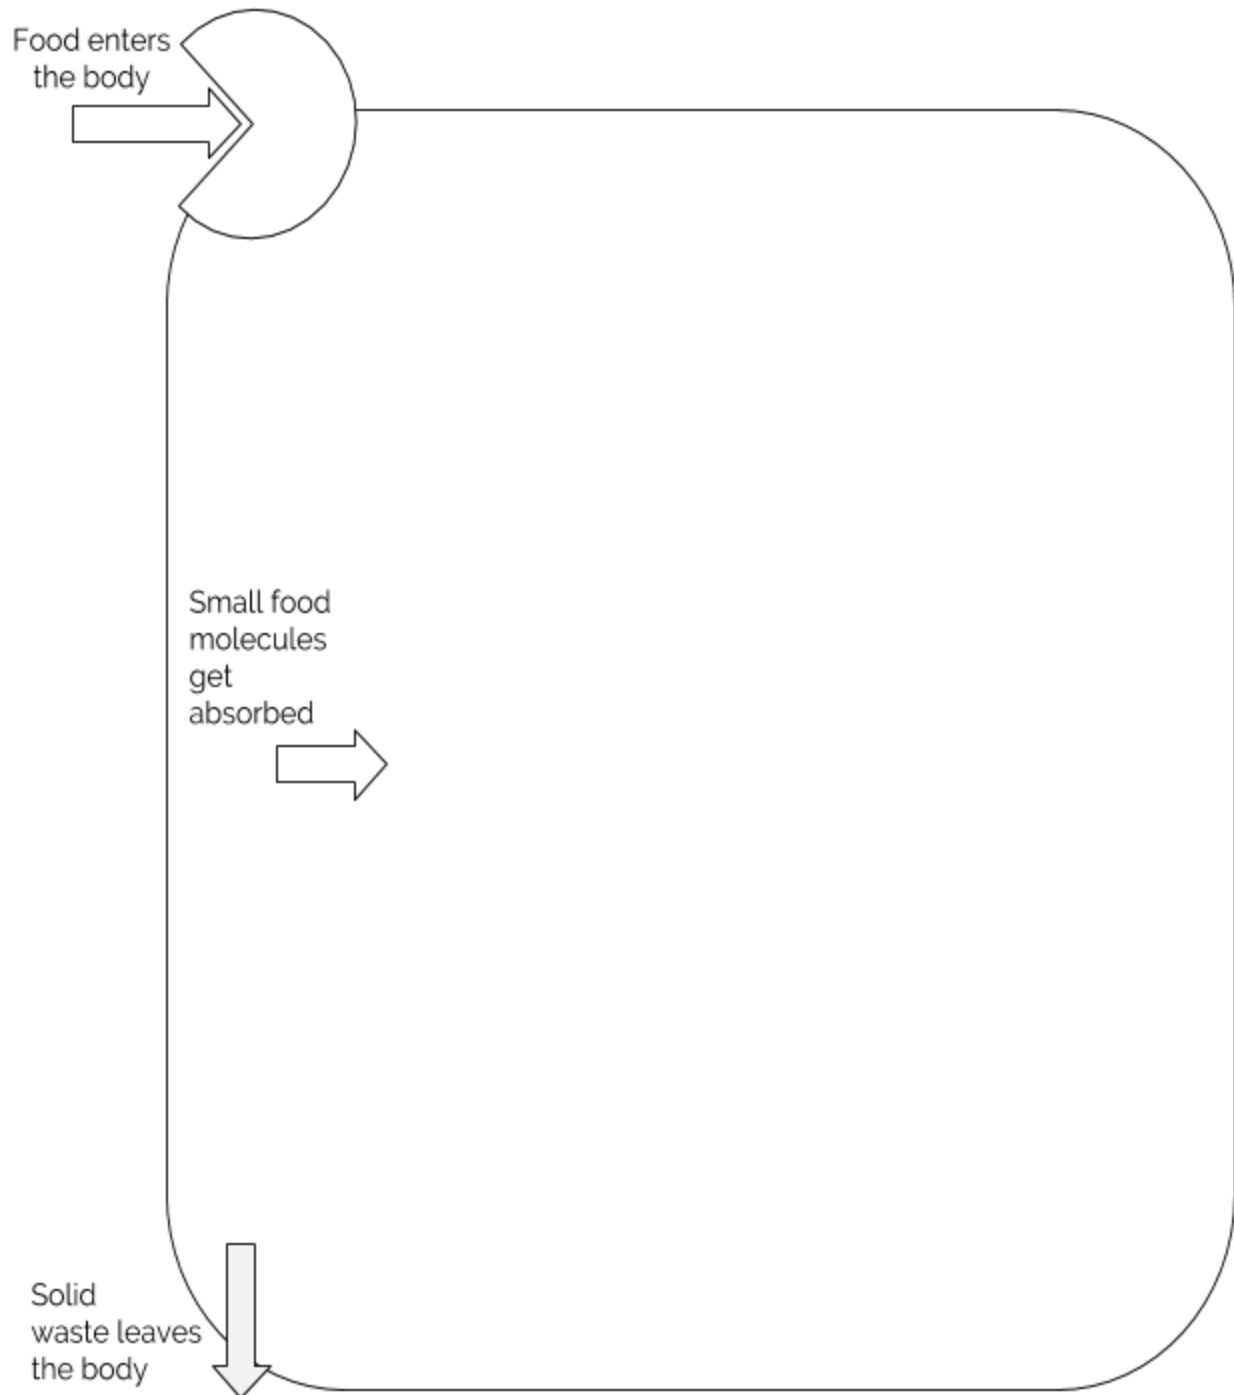 Food enters
the body
Small food
molecules
get
absorbed
Solid
waste leaves
the body